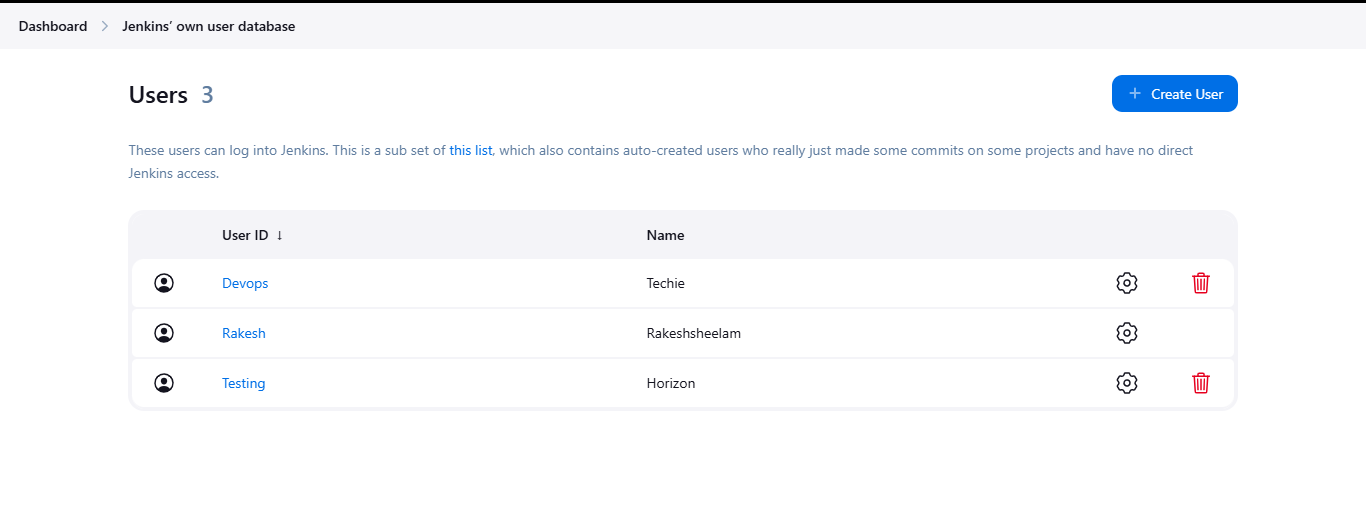 Dashboard > Jenkins’ own user database
Users 3
+ Create User
These users can log into Jenkins. This is a sub set of this list, which also contains auto-created users who really just made some commits on some projects and have no direct
Jenkins access.
User ID ↓ Name
Devops Techie
Rakesh Rakeshsheelam
Testing Horizon